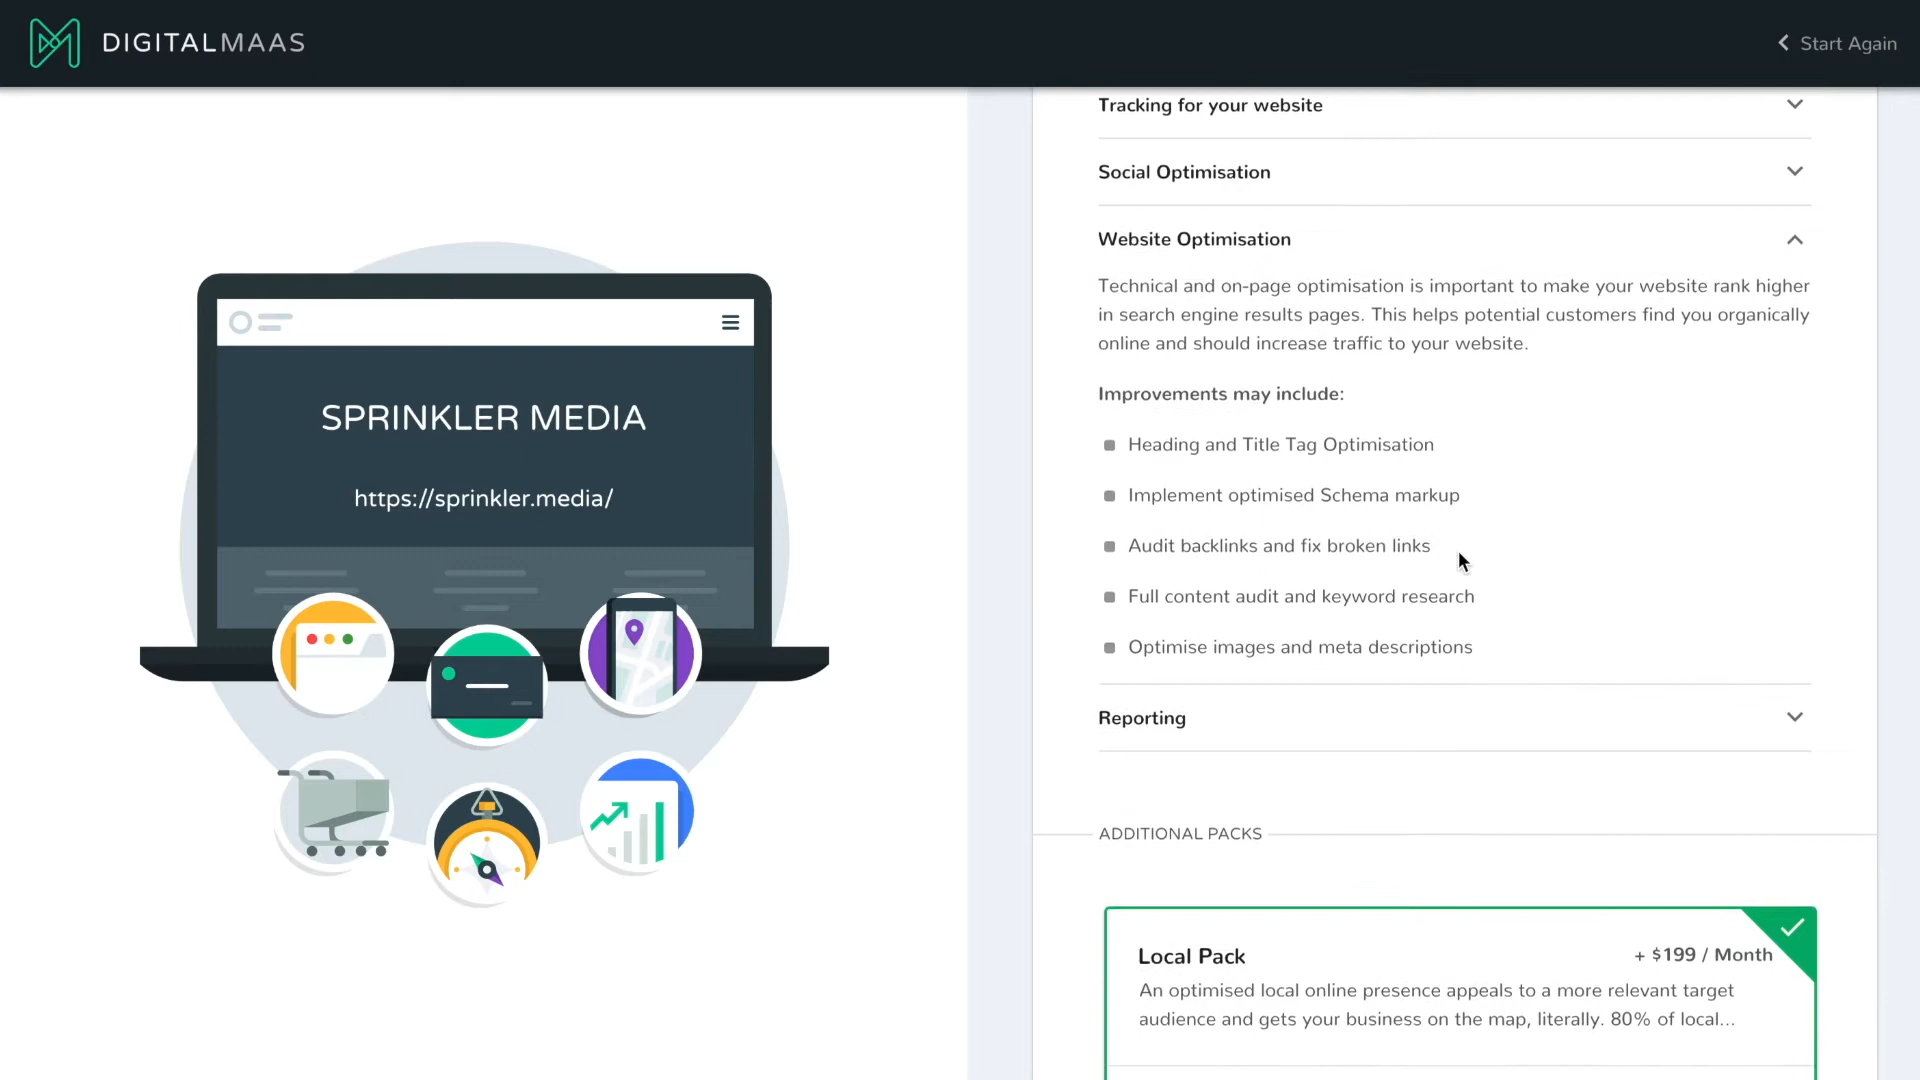 DIGITALMAAS
Start Again
SPRINKLER MEDIA
https://sprinkler.media/
Tracking for your website
Social Optimisation
Website Optimisation
Technical and on-page optimisation is important to make your website rank higher
in search engine results pages. This helps potential customers find you organically
online and should increase traffic to your website.
Improvements may include:
Heading and Title Tag Optimisation
Implement optimised Schema markup
Audit backlinks and fix broken links
Full content audit and keyword research
Optimise images and meta descriptions
Reporting
ADDITIONAL PACKS
Local Pack
+ $199 / Month
An optimised local online presence appeals to a more relevant target
audience and gets your business on the map, literally. 80% of local...